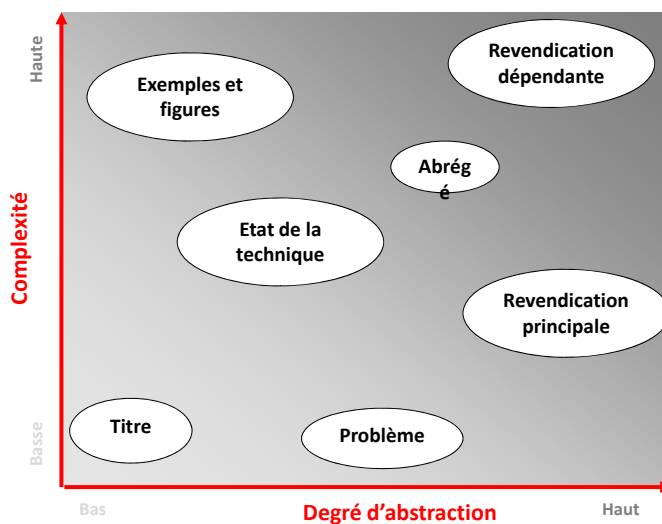 Haute
Revendication
dépendante
Exemples et
figures
Abrég
é
Etat de la
technique
Complexité
Revendication
principale
Titre
Problème
Basse
Bas
Degré d’abstraction
Haut